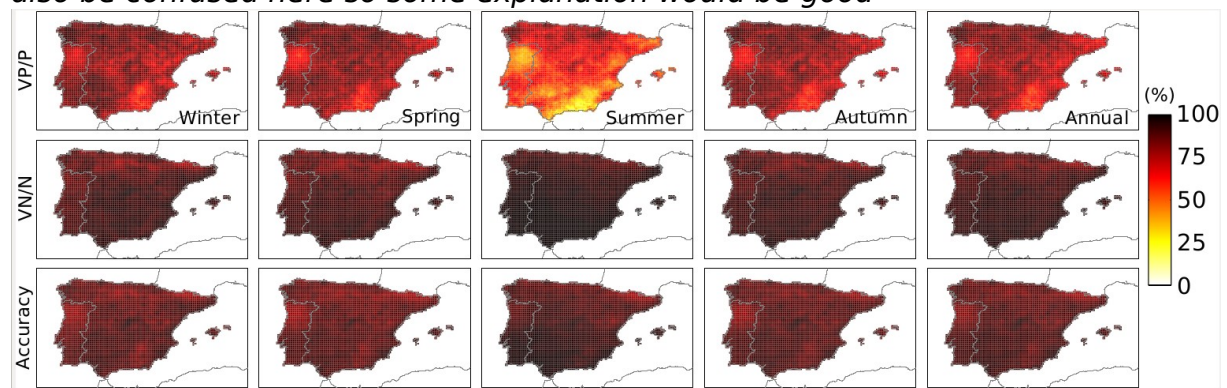 also be confused here so some explanation would be good
VP/P
Winter
Spring
Summer
Autumn
Annual
(%)
100
75
50
25
0
VN/N
Accuracy